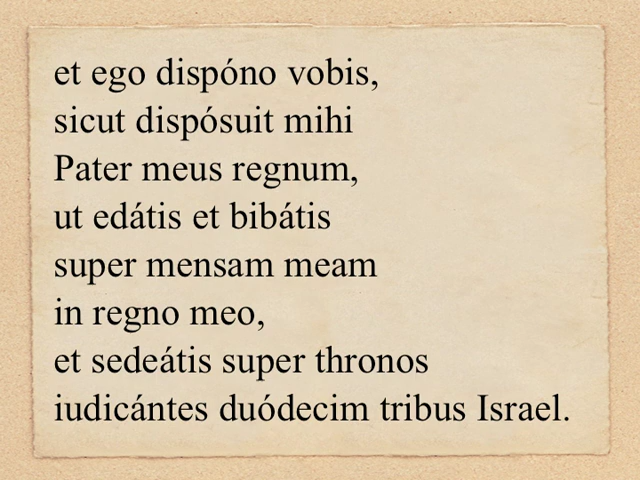 et ego dispóno vobis,
sicut dispósuit mihi
Pater meus regnum,
ut edátis et bibátis
super mensam meam
in regno meo,
et sedeátis super thronos
iudicántes duódecim tribus Israel.